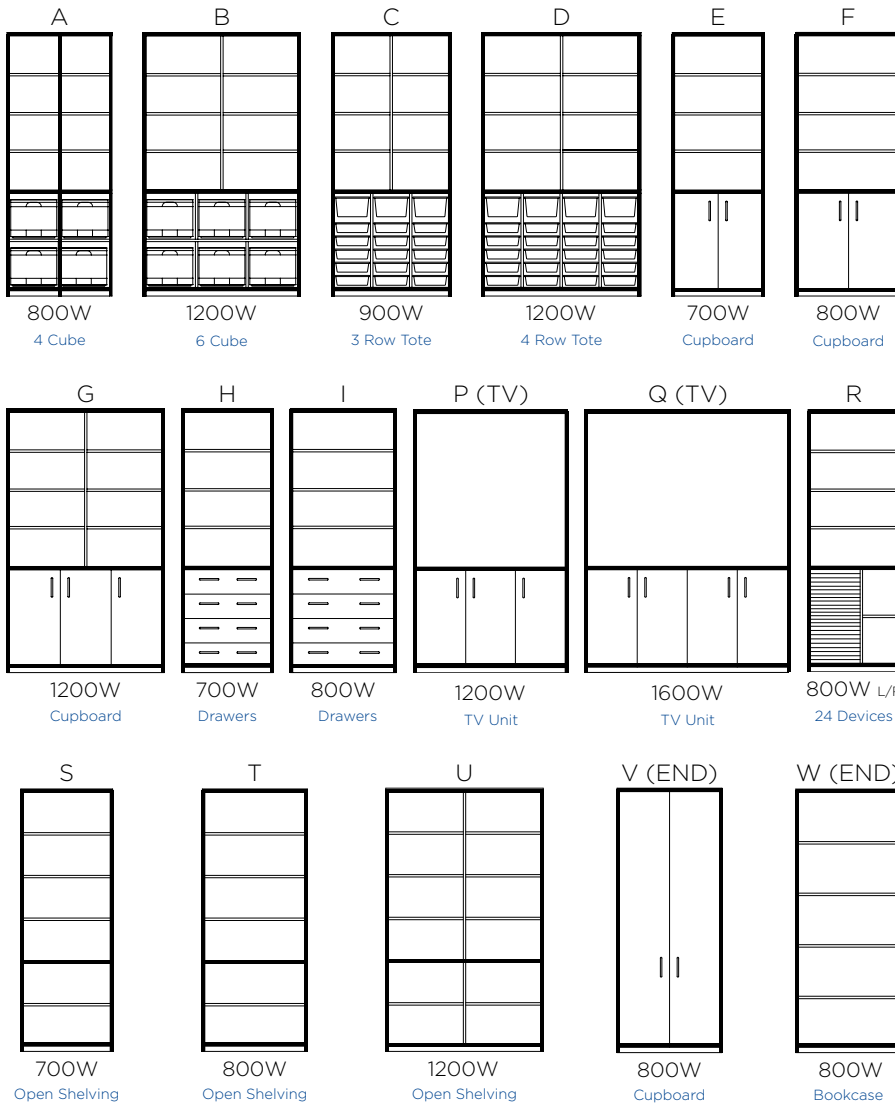 A B C D E F
800W 1200W 900W 1200W 700W 800W
4 Cube 6 Cube 3 Row Tote 4 Row Tote Cupboard Cupboard
G H I P (TV) Q (TV) R
1200W 700W 800W 1200W 1600W 800W
Cupboard Drawers Drawers TV Unit TV Unit 24 Devices
S T U V (END) W (END)
700W 800W 1200W 800W 800W
Open Shelving Open Shelving Open Shelving Cupboard Bookcase